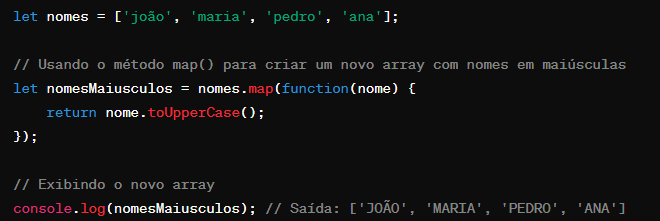 let nomes = ['joão', 'maria', 'pedro', 'ana'];
// Usando o método map() para criar um novo array com nomes em maiúsculas
let nomesMaiusculos = nomes.map(function(nome) {
    return nome.toUpperCase();
});
// Exibindo o novo array
console.log(nomesMaiusculos); // Saída: ['JOÃO', 'MARIA', 'PEDRO', 'ANA']